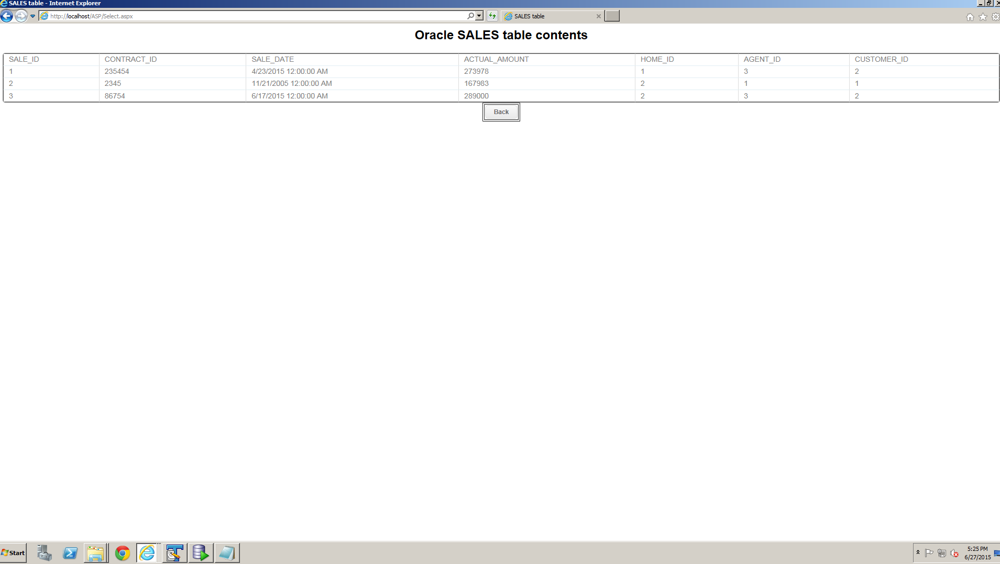 SALES table - Internet Explorer
http://localhost/ASP/Select.aspx
SALES table
Oracle SALES table contents
SALE_ID CONTRACT_ID SALE_DATE ACTUAL_AMOUNT HOME_ID AGENT_ID CUSTOMER_ID
1 235454 4/23/2015 12:00:00 AM 273978 1 3 2
2 2345 11/21/2005 12:00:00 AM 167983 2 1 1
3 86754 6/17/2015 12:00:00 AM 289000 2 3 2
Back
Start
5:25 PM
6/27/2015